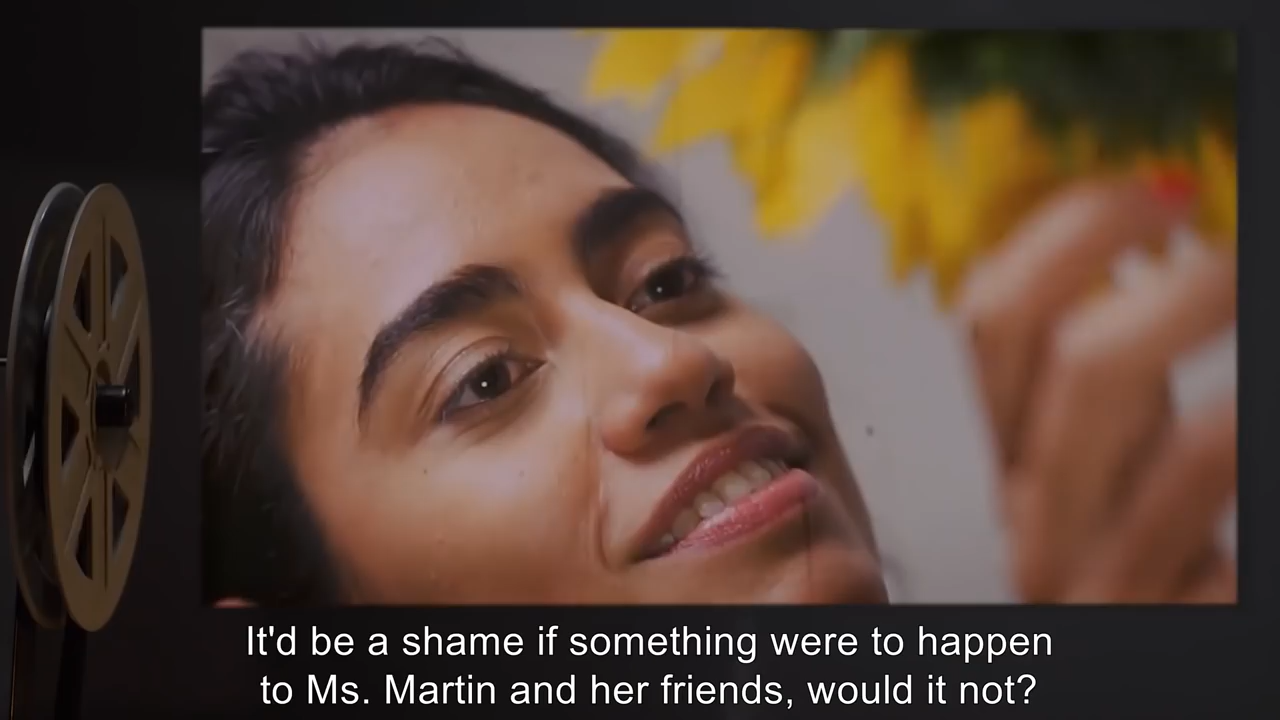 It'd be a shame if something were to happen
to Ms. Martin and her friends, would it not?